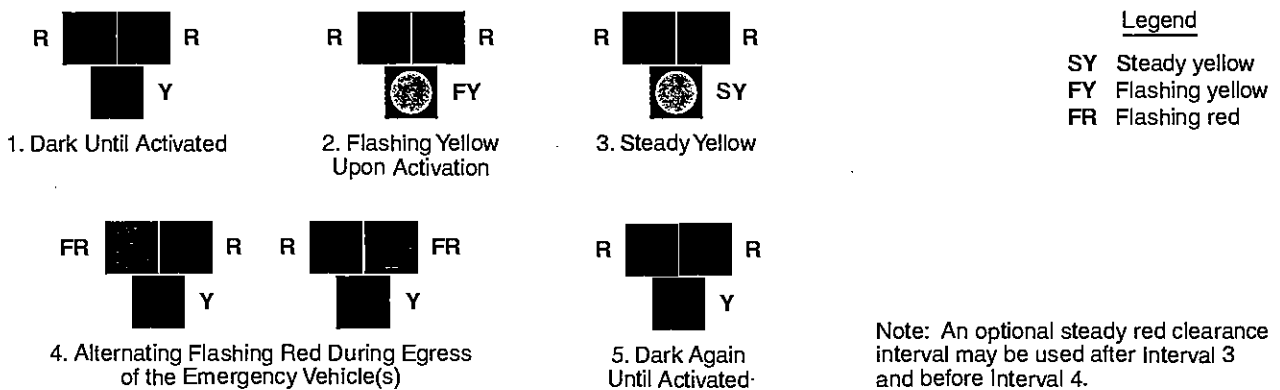 Legend
R R
Y
R R
FY
R R
SY
SY Steady yellow
FY Flashing yellow
FR Flashing red
1. Dark Until Activated
2. Flashing Yellow
Upon Activation
3. Steady Yellow
FR R
Y
R FR
Y
R R
Y
4. Alternating Flashing Red During Egress
of the Emergency Vehicle(s)
5. Dark Again
Until Activated
Note: An optional steady red clearance
interval may be used after Interval 3
and before Interval 4.